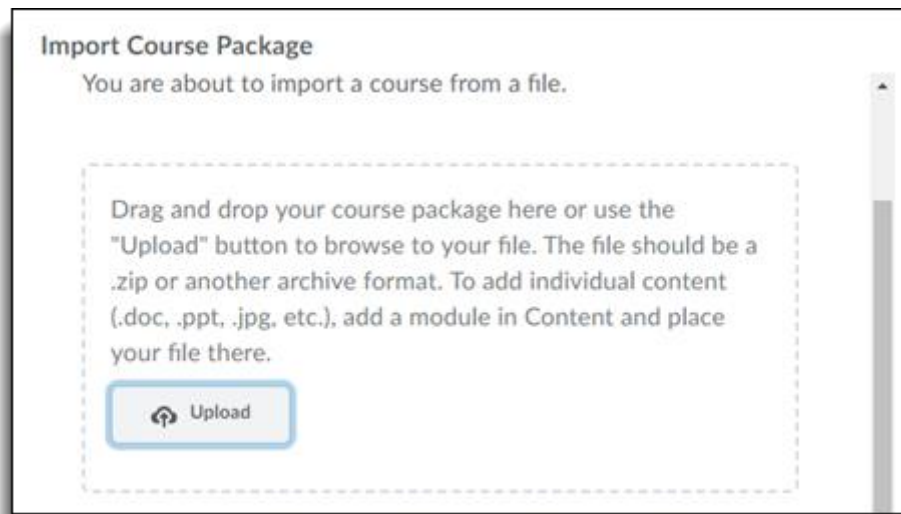 Import Course Package
You are about to import a course from a file.
Drag and drop your course package here or use the
"Upload" button to browse to your file. The file should be a
.zip or another archive format. To add individual content
(.doc, .ppt, .jpg, etc.), add a module in Content and place
your file there.
Upload